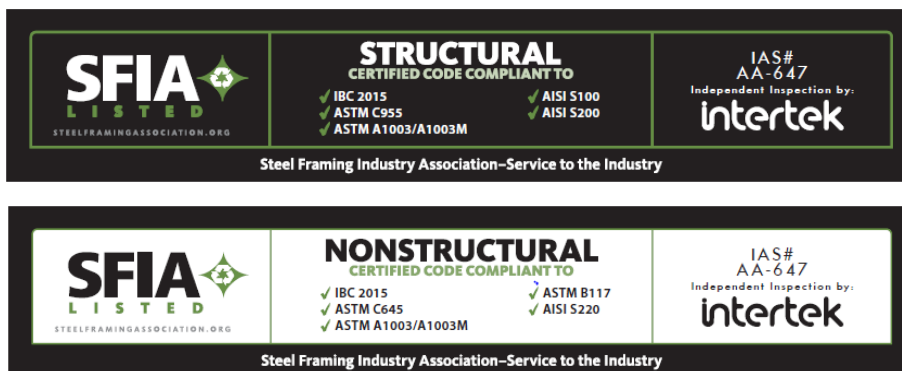 SFIA
LISTED
STEELFRAMINGASSOCIATION.ORG
STRUCTURAL
CERTIFIED CODE COMPLIANT TO
✓ IBC 2015
✓ ASTM C955
✓ ASTM A1003/A1003M
✓ AISI S100
✓ AISI S200
IAS#
AA-647
Independent Inspection by:
intertek
Steel Framing Industry Association–Service to the Industry
SFIA
LISTED
STEELFRAMINGASSOCIATION.ORG
NONSTRUCTURAL
CERTIFIED CODE COMPLIANT TO
✓ IBC 2015
✓ ASTM C645
✓ ASTM A1003/A1003M
✓ ASTM B117
✓ AISI S220
IAS#
AA-647
Independent Inspection by:
intertek
Steel Framing Industry Association–Service to the Industry